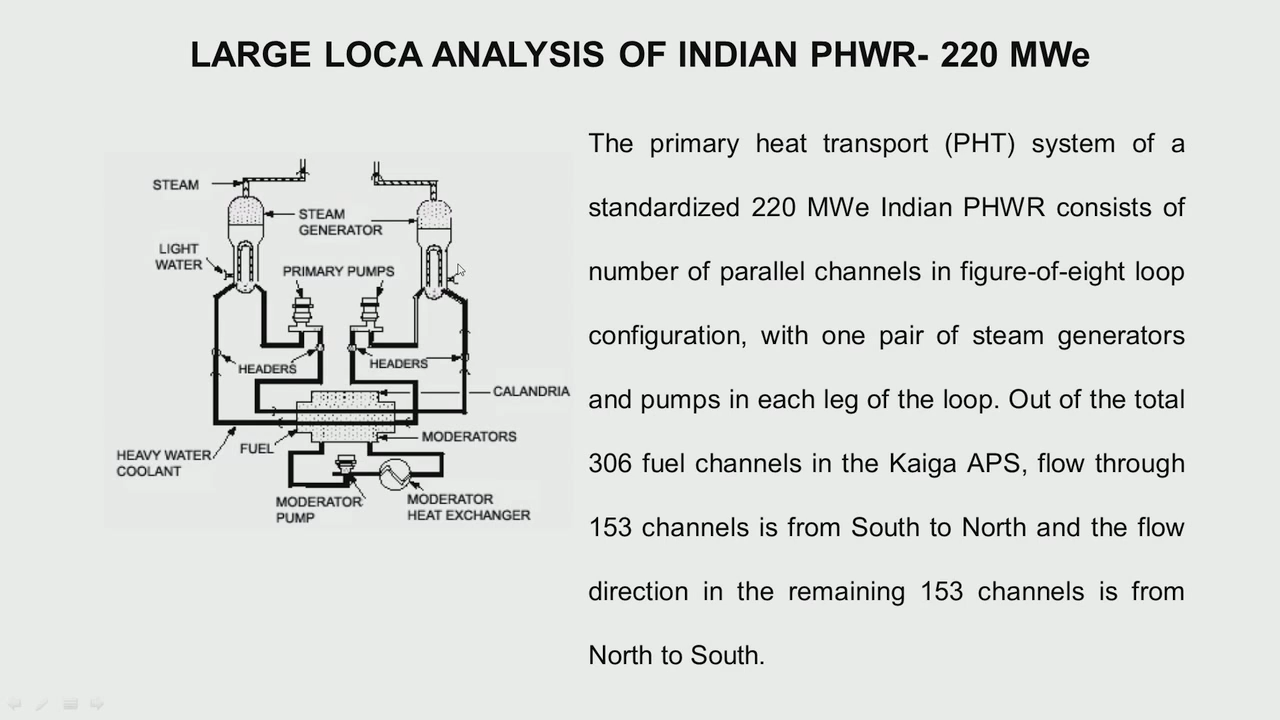 LARGE LOCA ANALYSIS OF INDIAN PHWR- 220 MWe
STEAM
STEAM
GENERATOR
LIGHT
WATER
PRIMARY PUMPS
HEADERS
HEADERS
CALANDRIA
FUEL
MODERATORS
HEAVY WATER
COOLANT
MODERATOR
PUMP
MODERATOR
HEAT EXCHANGER
The primary heat transport (PHT) system of a
standardized 220 MWe Indian PHWR consists of
number of parallel channels in figure-of-eight loop
configuration, with one pair of steam generators
and pumps in each leg of the loop. Out of the total
306 fuel channels in the Kaiga APS, flow through
153 channels is from South to North and the flow
direction in the remaining 153 channels is from
North to South.